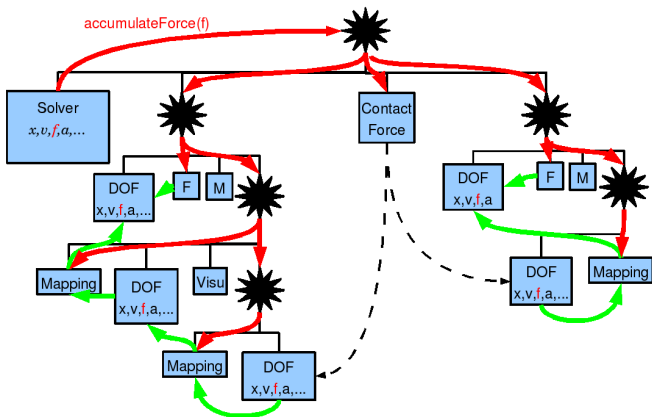 accumulateForce(f)
Solver
x,v,f,a,...
Contact
Force
DOF
x,v,f,a,...
F
M
DOF
x,v,f,a
F
M
Mapping
DOF
x,v,f,a,...
Visu
DOF
x,v,f,a,...
Mapping
Mapping
DOF
x,v,f,a,...